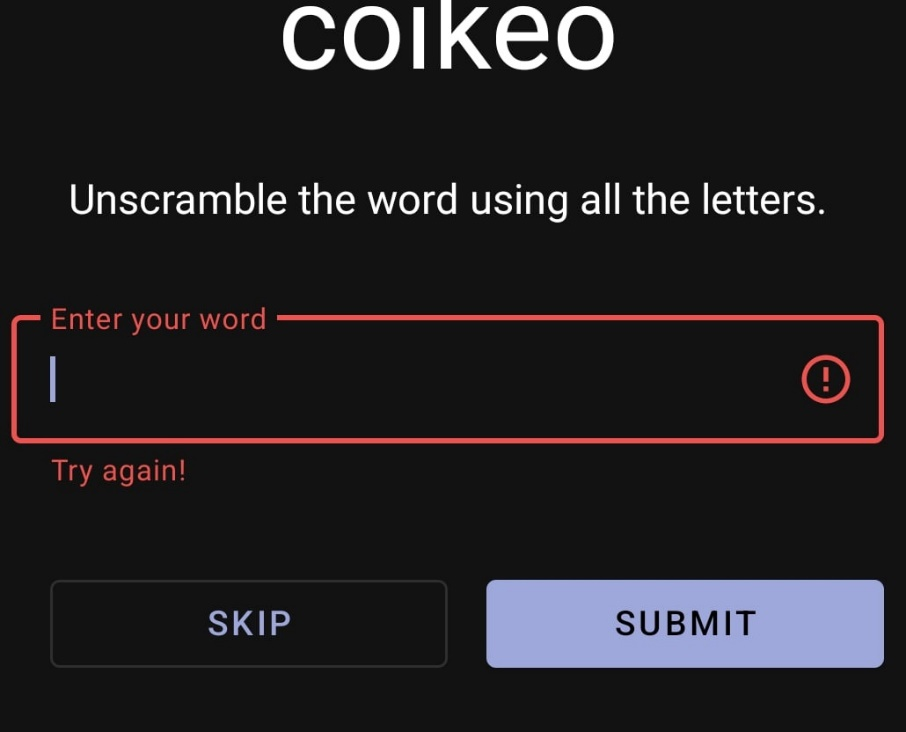 coikeo
Unscramble the word using all the letters.
Enter your word
Try again!
SKIP
SUBMIT